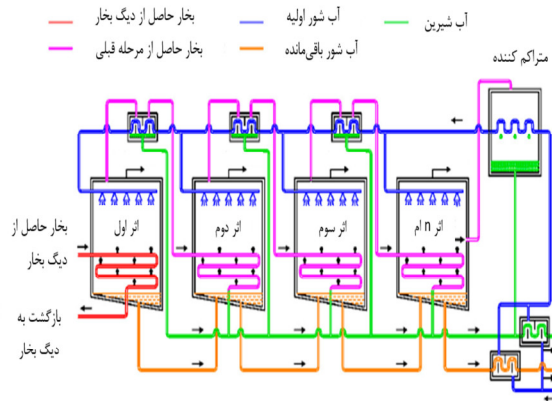 بخار حاصل از دیگ بخار
آب شور اولیه
آب شیرین
بخار حاصل از مرحله قبلی
آب شور باقی‌مانده
متراکم کننده
اثر اول
اثر دوم
اثر سوم
اثر n ام
بخار حاصل از
دیگ بخار
بازگشت به
دیگ بخار